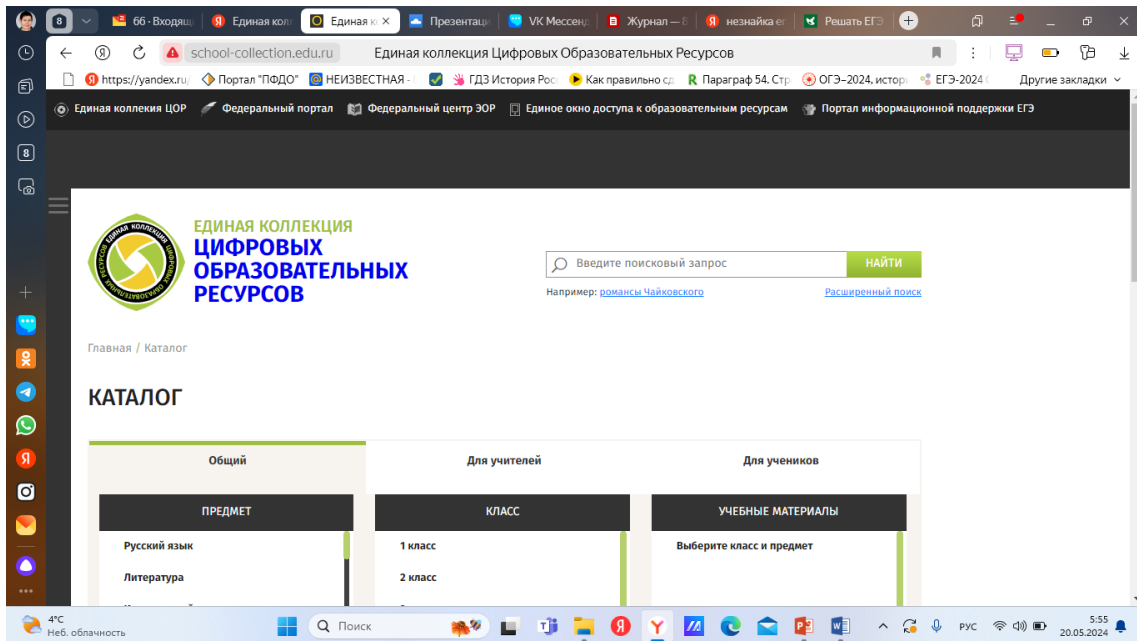 8
66 · Входящи
Единая колл
Единая ко
Презентаци
VK Мессенд
Журнал — 8
незнайка ег
Решать ЕГЭ
school-collection.edu.ru
Единая коллекция Цифровых Образовательных Ресурсов
https://yandex.ru/
Портал "ПФДО"
НЕИЗВЕСТНАЯ -
ГДЗ История Рос
Как правильно сд
Параграф 54. Стр
ОГЭ–2024, истор
ЕГЭ-2024
Другие закладки
Единая коллекия ЦОР
Федеральный портал
Федеральный центр ЭОР
Единое окно доступа к образовательным ресурсам
Портал информационной поддержки ЕГЭ
8
ЕДИНАЯ КОЛЛЕКЦИЯ
ЦИФРОВЫХ
ОБРАЗОВАТЕЛЬНЫХ
РЕСУРСОВ
Введите поисковый запрос
НАЙТИ
Например: романсы Чайковского
Расширенный поиск
Главная / Каталог
КАТАЛОГ
Общий
Для учителей
Для учеников
ПРЕДМЕТ
КЛАСС
УЧЕБНЫЕ МАТЕРИАЛЫ
Русский язык
1 класс
Выберите класс и предмет
Литература
2 класс
4°C
Неб. облачность
Поиск
РУС
5:55
20.05.2024